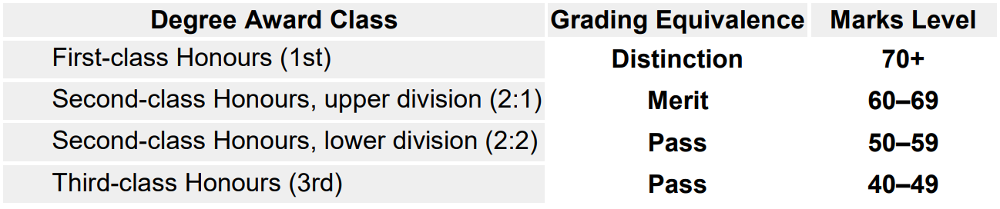 Degree Award Class Grading Equivalence Marks Level
First-class Honours (1st) Distinction 70+
Second-class Honours, upper division (2:1) Merit 60–69
Second-class Honours, lower division (2:2) Pass 50–59
Third-class Honours (3rd) Pass 40–49